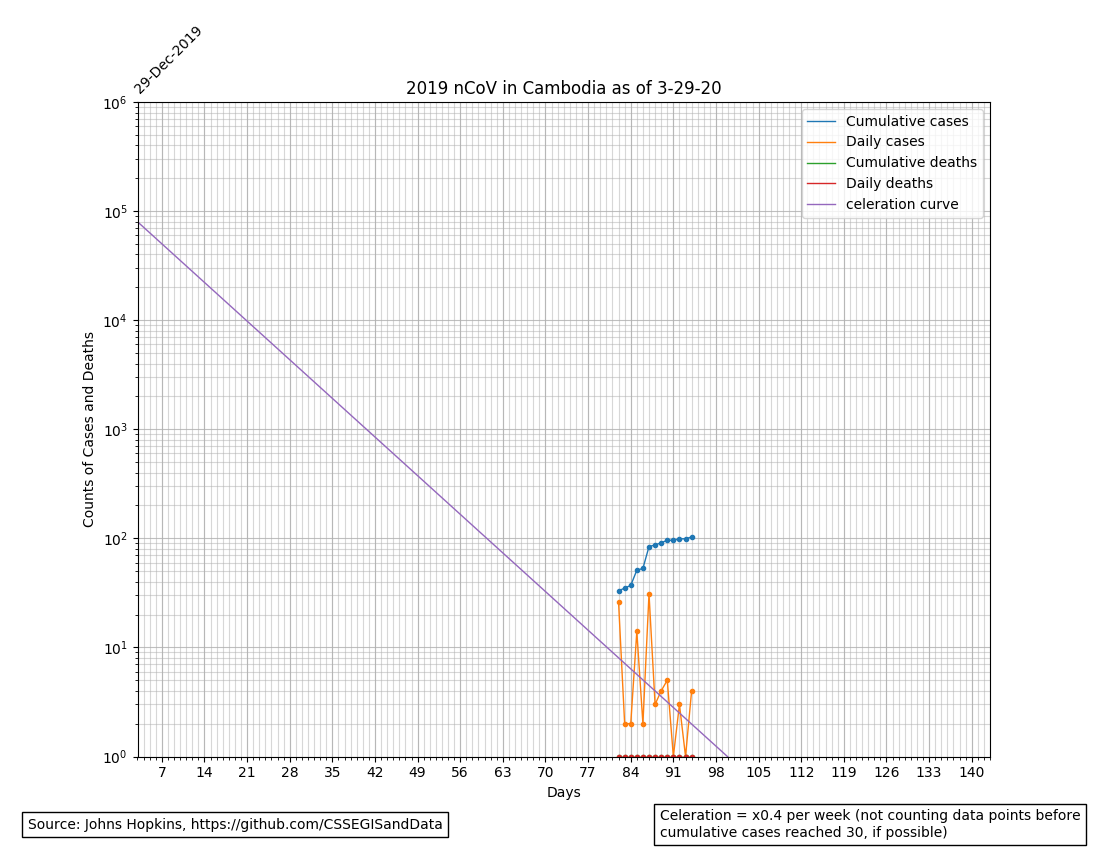 29-Dec-2019
2019 nCoV in Cambodia as of 3-29-20
10^6
10^5
10^4
10^3
10^2
10^1
10^0
Counts of Cases and Deaths
Cumulative cases
Daily cases
Cumulative deaths
Daily deaths
celeration curve
7 14 21 28 35 42 49 56 63 70 77 84 91 98 105 112 119 126 133 140
Days
Source: Johns Hopkins, https://github.com/CSSEGISandData
Celeration = x0.4 per week (not counting data points before
cumulative cases reached 30, if possible)